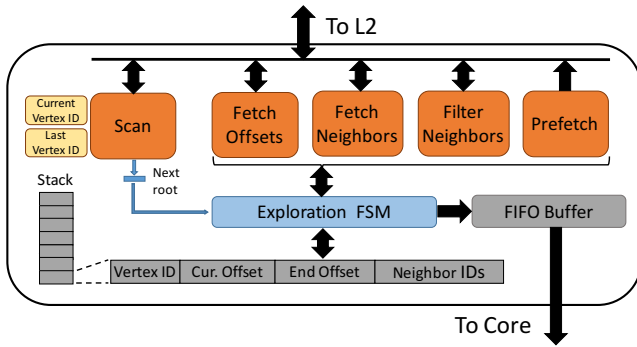 To L2
Current
Vertex ID
Last
Vertex ID
Scan
Fetch
Offsets
Fetch
Neighbors
Filter
Neighbors
Prefetch
Next
root
Stack
Exploration FSM
FIFO Buffer
Vertex ID
Cur. Offset
End Offset
Neighbor IDs
To Core